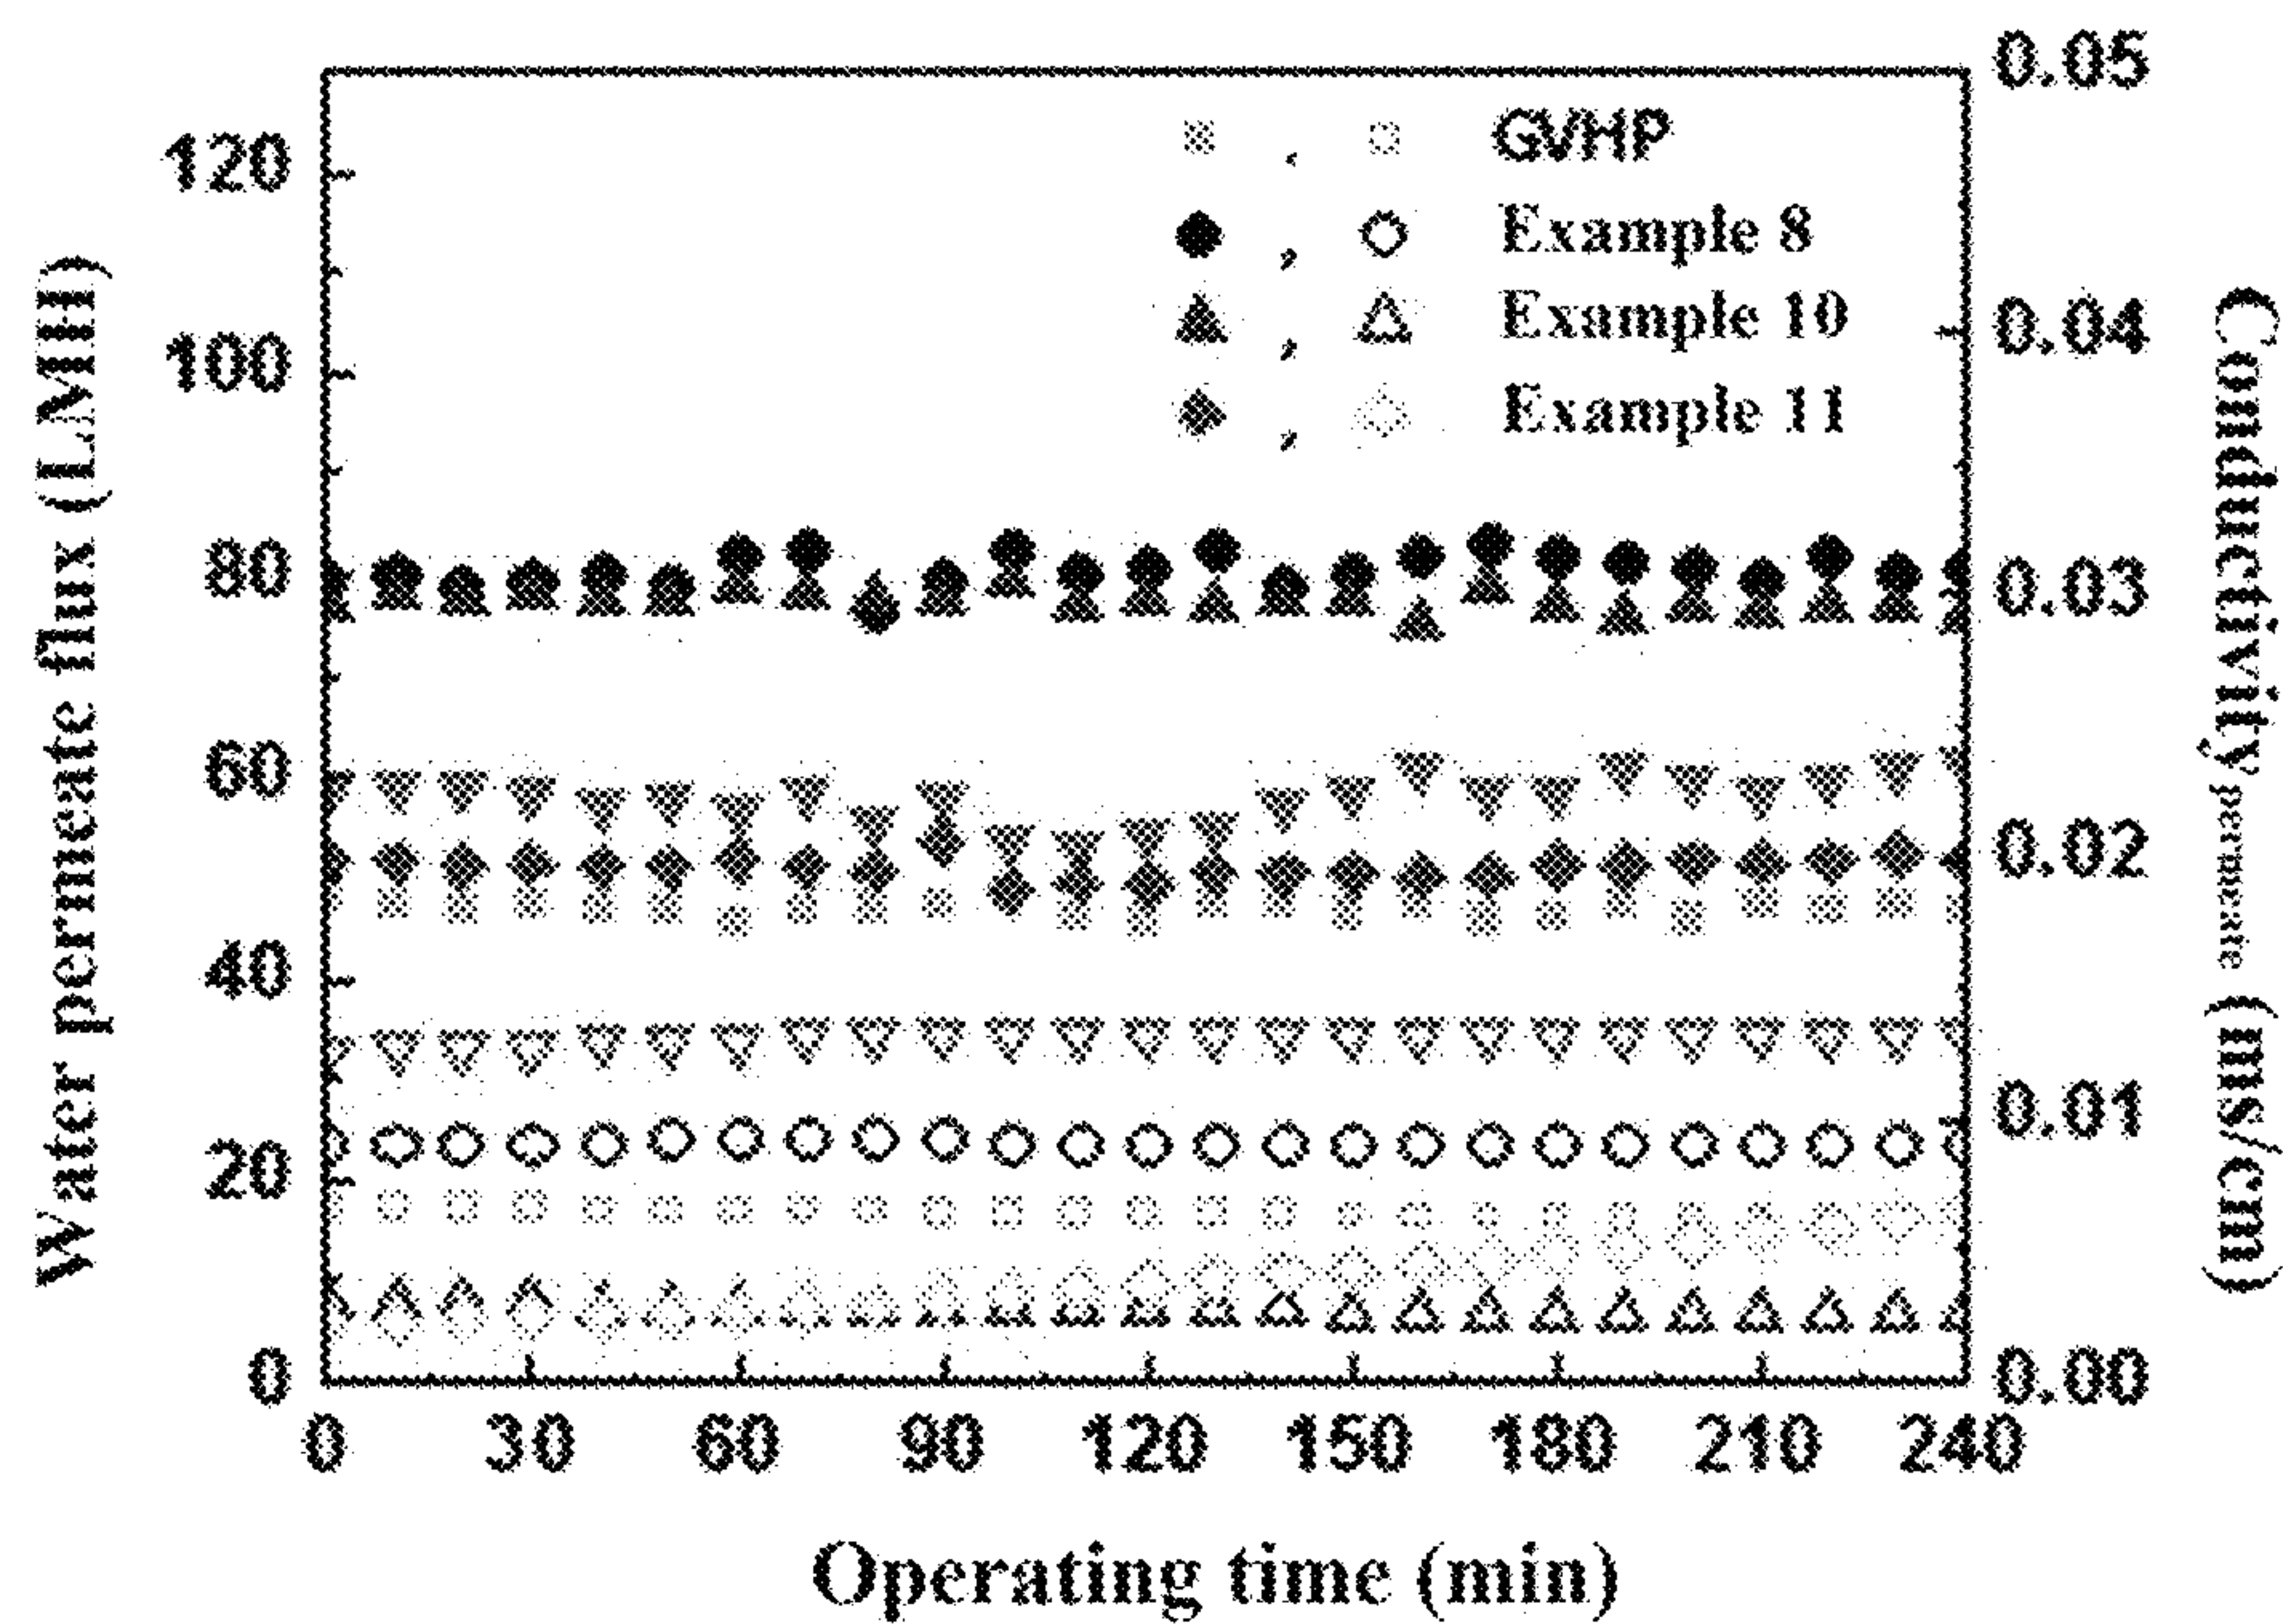 Water permeate flux (LMH)
120
100
80
60
40
20
0
GVHP
, Example 8
, Example 10
, Example 11
0.05
0.04
0.03
0.02
0.01
0.00
Conductivity permeate (ms/cm)
0 30 60 90 120 150 180 210 240
Operating time (min)